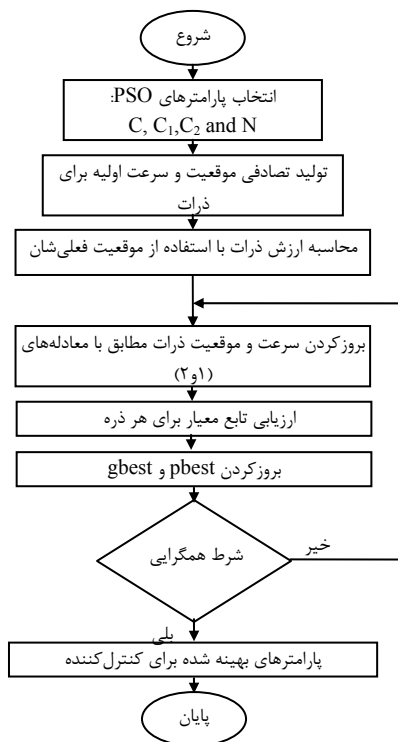 شروع
انتخاب پارامترهای PSO:
C, C₁,C₂ and N
تولید تصادفی موقعیت و سرعت اولیه برای
ذرات
محاسبه ارزش ذرات با استفاده از موقعیت فعلی‌شان
بروزکردن سرعت و موقعیت ذرات مطابق با معادله‌های
(۱و۲)
ارزیابی تابع معیار برای هر ذره
بروزکردن pbest و gbest
شرط همگرایی
خیر
بلی
پارامترهای بهینه شده برای کنترل‌کننده
پایان